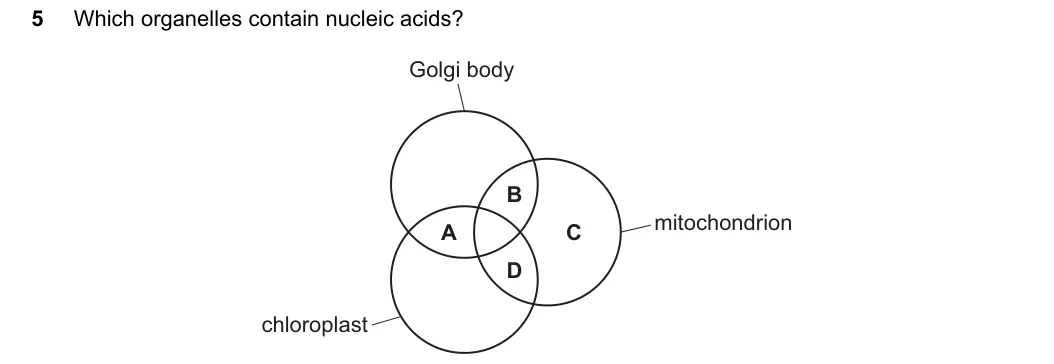 5 Which organelles contain nucleic acids?
Golgi body
B
A
C
mitochondrion
D
chloroplast